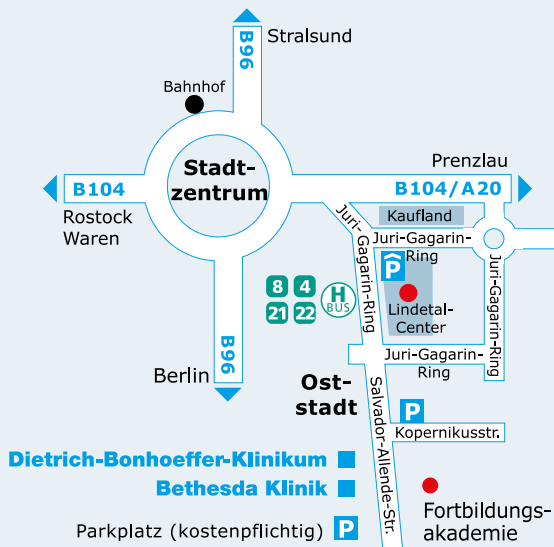 B96
Stralsund
Bahnhof
Stadt-
zentrum
B104
Rostock
Waren
Prenzlau
B104/A20
Kaufland
Juri-Gagarin-Ring
Juri-Gagarin-
Ring
Juri-Gagarin-Ring
P
8 4
21 22
H
BUS
Lindetal-
Center
Juri-Gagarin-
Ring
B96
Berlin
Ost-
stadt
Salvador-Allende-Str.
P
Kopernikusstr.
Dietrich-Bonhoeffer-Klinikum
Bethesda Klinik
Parkplatz (kostenpflichtig) P
Fortbildungs-
akademie